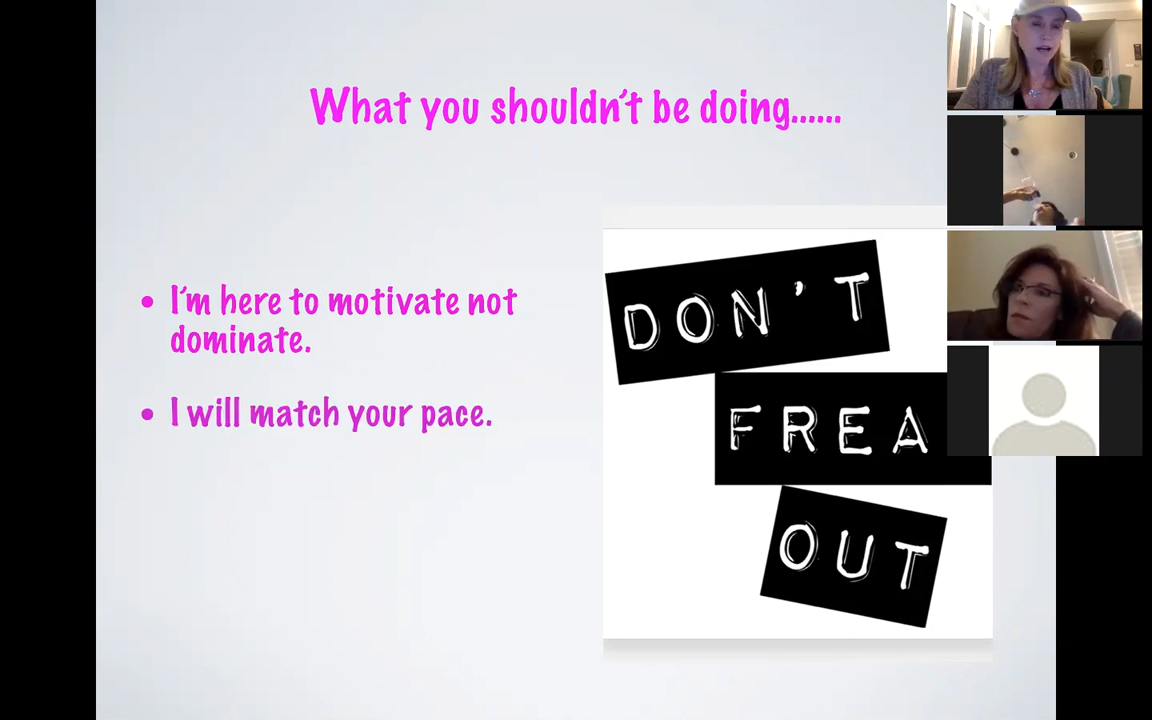 What you shouldn't be doing......
I'm here to motivate not
dominate.
I will match your pace.
DON'T
FREA
OUT